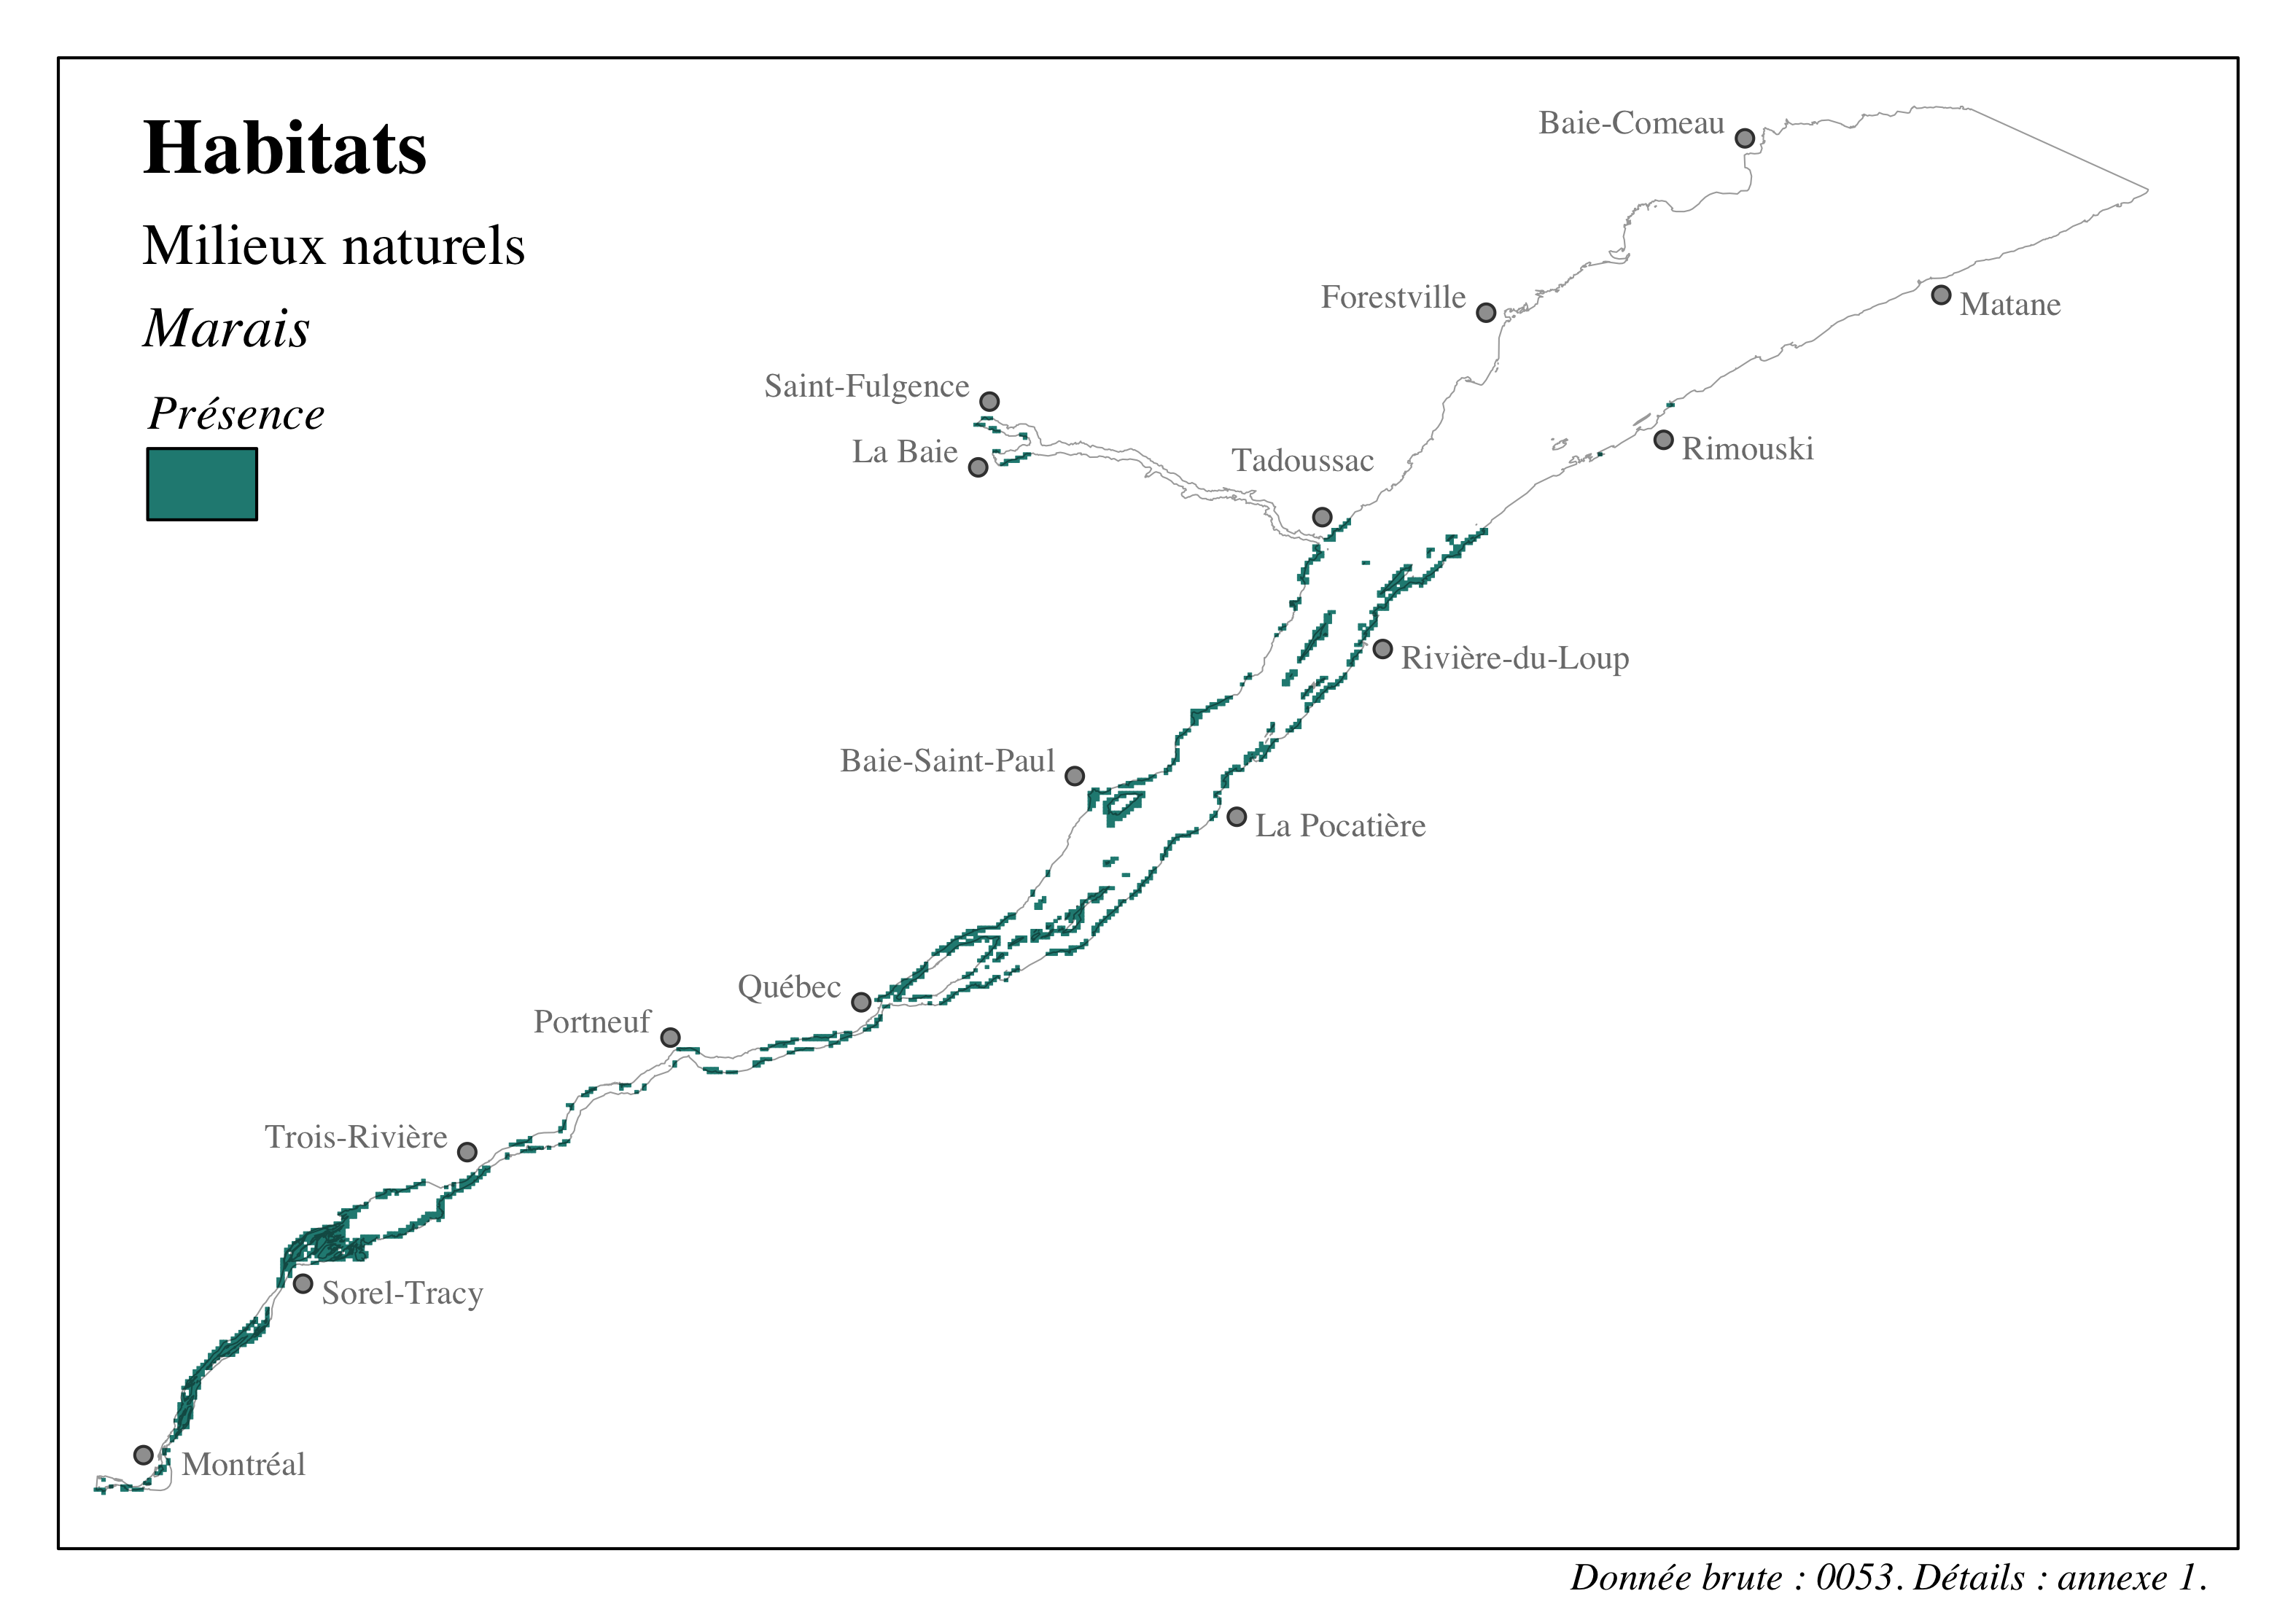 Habitats
Milieux naturels
Marais
Présence
Baie-Comeau
Forestville
Matane
Saint-Fulgence
La Baie
Tadoussac
Rimouski
Rivière-du-Loup
Baie-Saint-Paul
La Pocatière
Québec
Portneuf
Trois-Rivière
Sorel-Tracy
Montréal
Donnée brute : 0053. Détails : annexe 1.